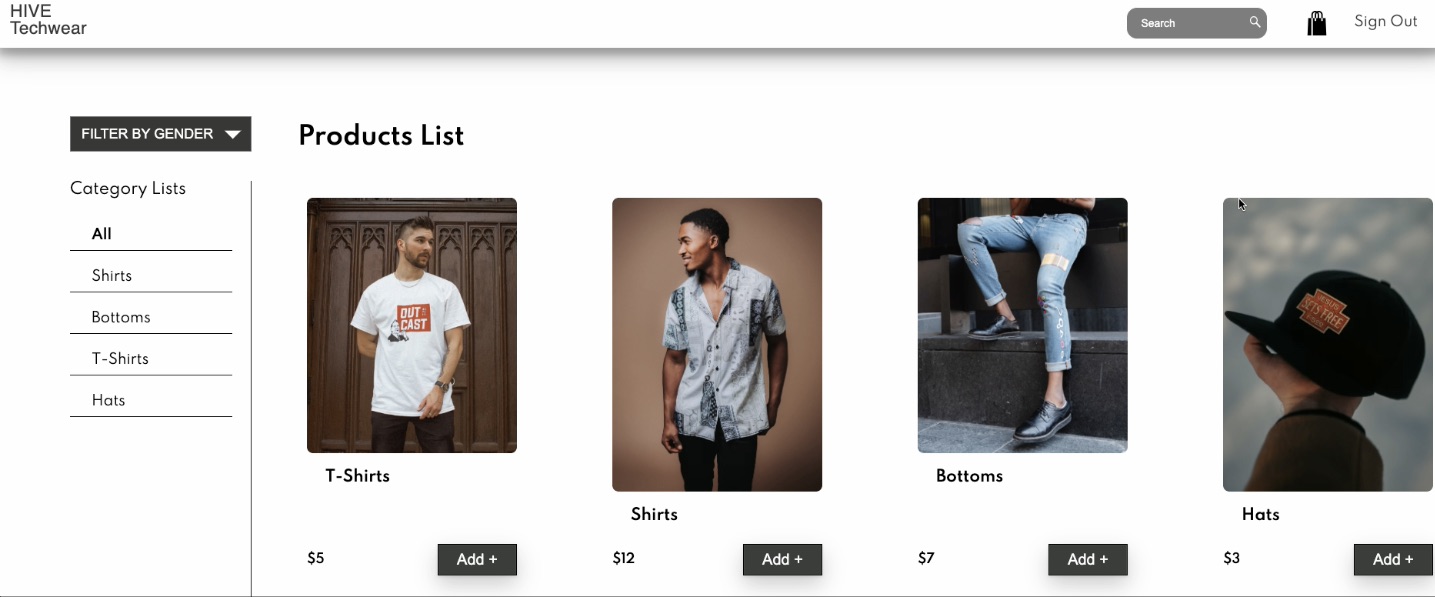 HIVE
Techwear
Search
Sign Out
FILTER BY GENDER
Products List
Category Lists
All
Shirts
Bottoms
T-Shirts
Hats
OUT
CAST
SETS FREE
T-Shirts
Shirts
Bottoms
Hats
$5
Add +
$12
Add +
$7
Add +
$3
Add +